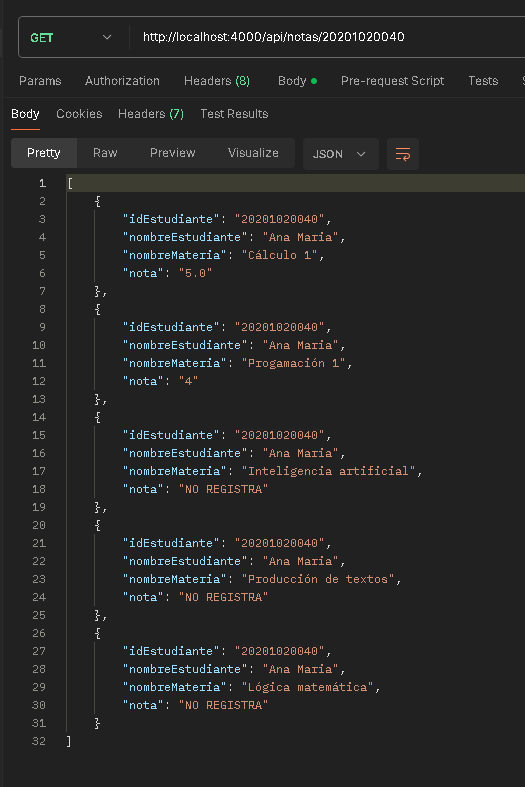 GET http://localhost:4000/api/notas/20201020040
Params Authorization Headers (8) Body Pre-request Script Tests
Body Cookies Headers (7) Test Results
Pretty Raw Preview Visualize JSON
1 [
2 {
3 "idEstudiante": "20201020040",
4 "nombreEstudiante": "Ana Maria",
5 "nombreMateria": "Cálculo 1",
6 "nota": "5.0"
7 },
8 {
9 "idEstudiante": "20201020040",
10 "nombreEstudiante": "Ana Maria",
11 "nombreMateria": "Progamación 1",
12 "nota": "4"
13 },
14 {
15 "idEstudiante": "20201020040",
16 "nombreEstudiante": "Ana Maria",
17 "nombreMateria": "Inteligencia artificial",
18 "nota": "NO REGISTRA"
19 },
20 {
21 "idEstudiante": "20201020040",
22 "nombreEstudiante": "Ana Maria",
23 "nombreMateria": "Producción de textos",
24 "nota": "NO REGISTRA"
25 },
26 {
27 "idEstudiante": "20201020040",
28 "nombreEstudiante": "Ana Maria",
29 "nombreMateria": "Lógica matemática",
30 "nota": "NO REGISTRA"
31 }
32 ]